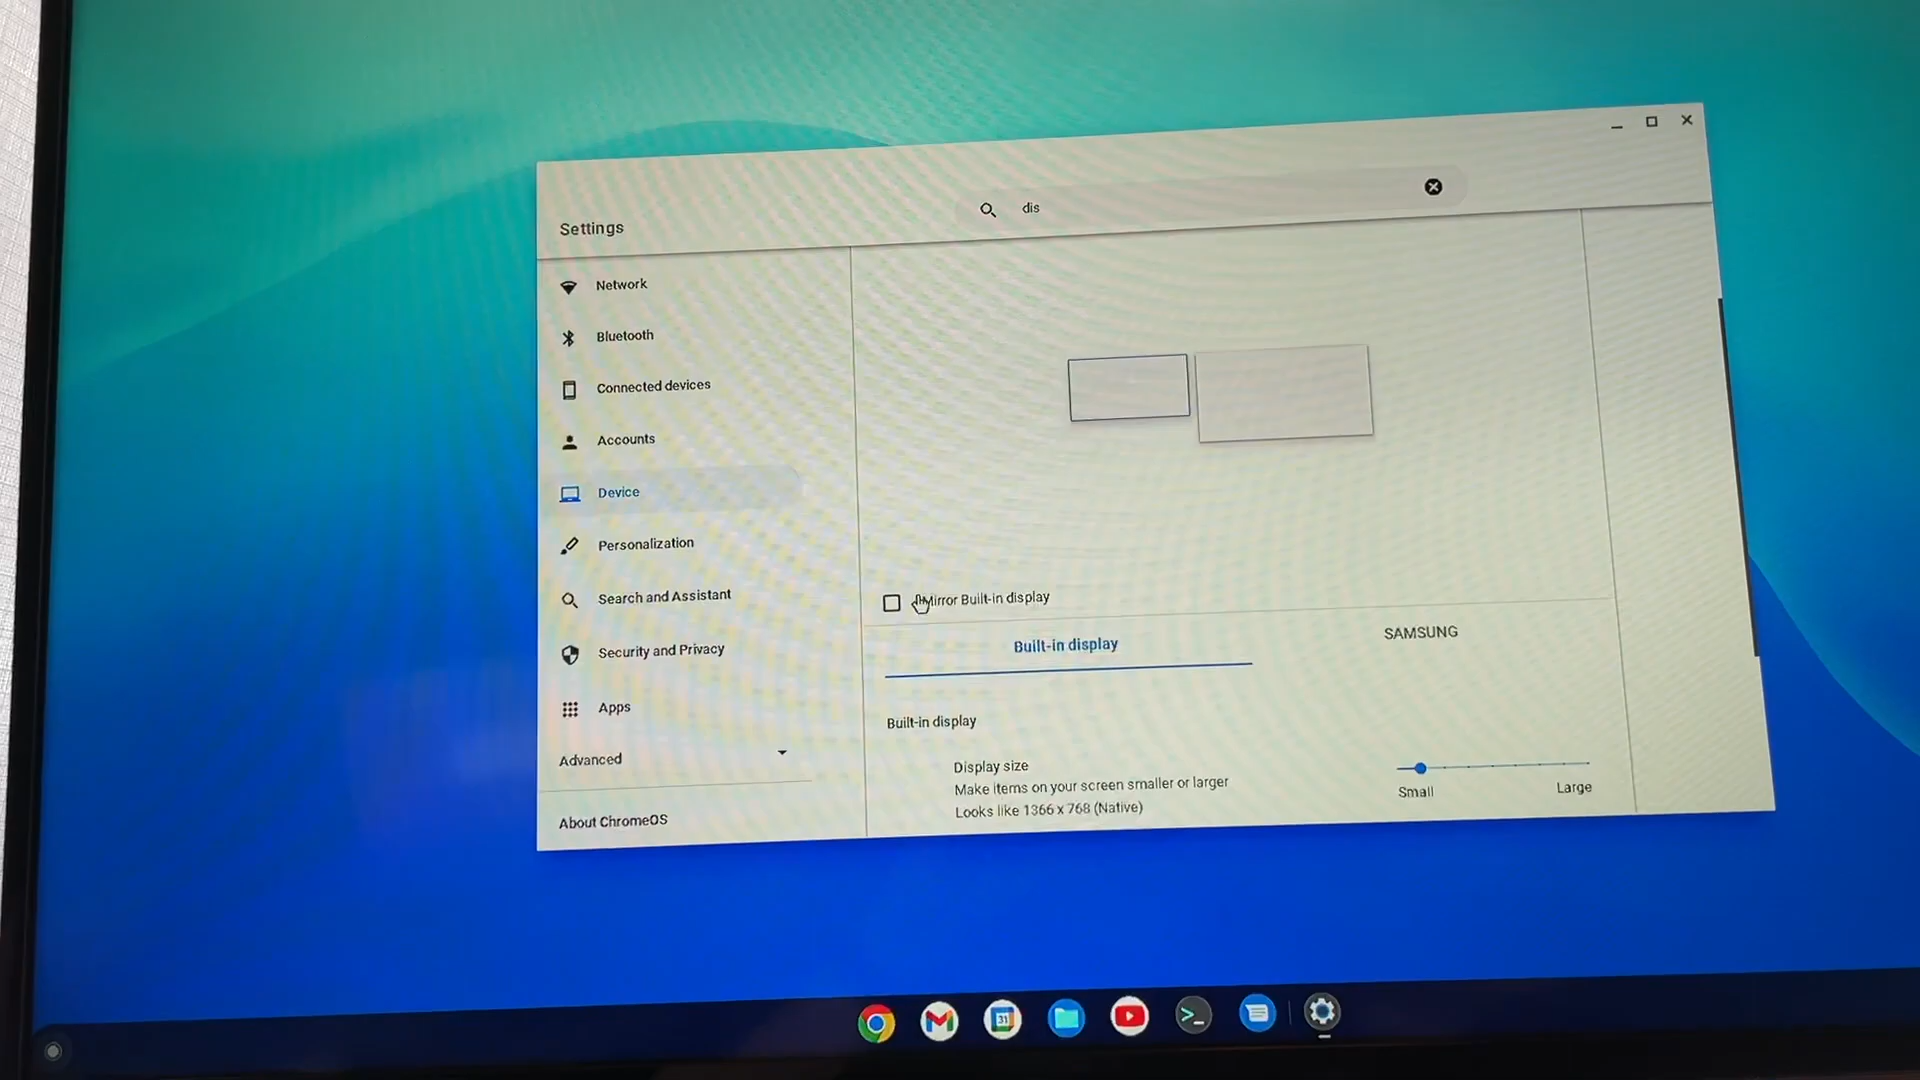 dis
Settings
Network
Bluetooth
Connected devices
Accounts
Device
Personalization
Search and Assistant
Security and Privacy
Apps
Advanced
About ChromeOS
Mirror Built-in display
Built-in display
SAMSUNG
Built-in display
Display size
Make items on your screen smaller or larger
Looks like 1366 x 768 (Native)
Small
Large
31